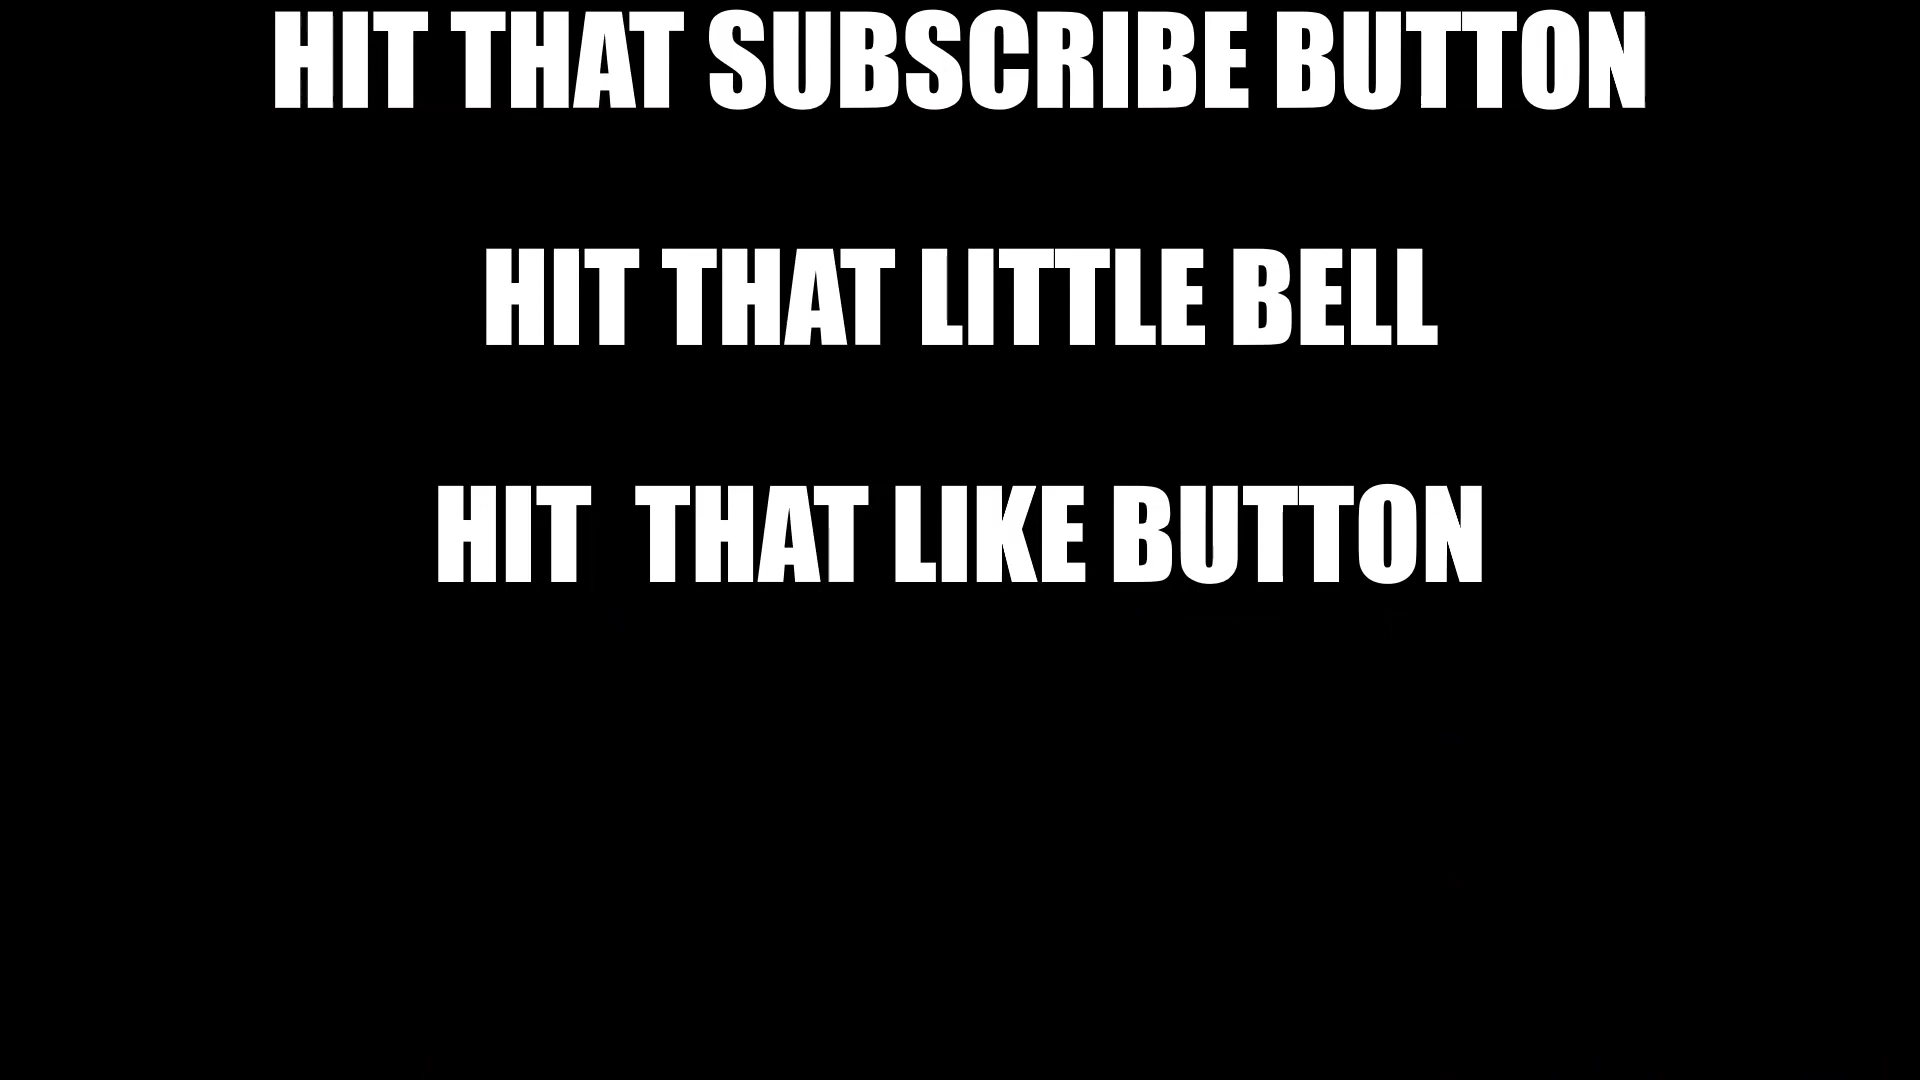 HIT THAT SUBSCRIBE BUTTON
HIT THAT LITTLE BELL
HIT  THAT LIKE BUTTON